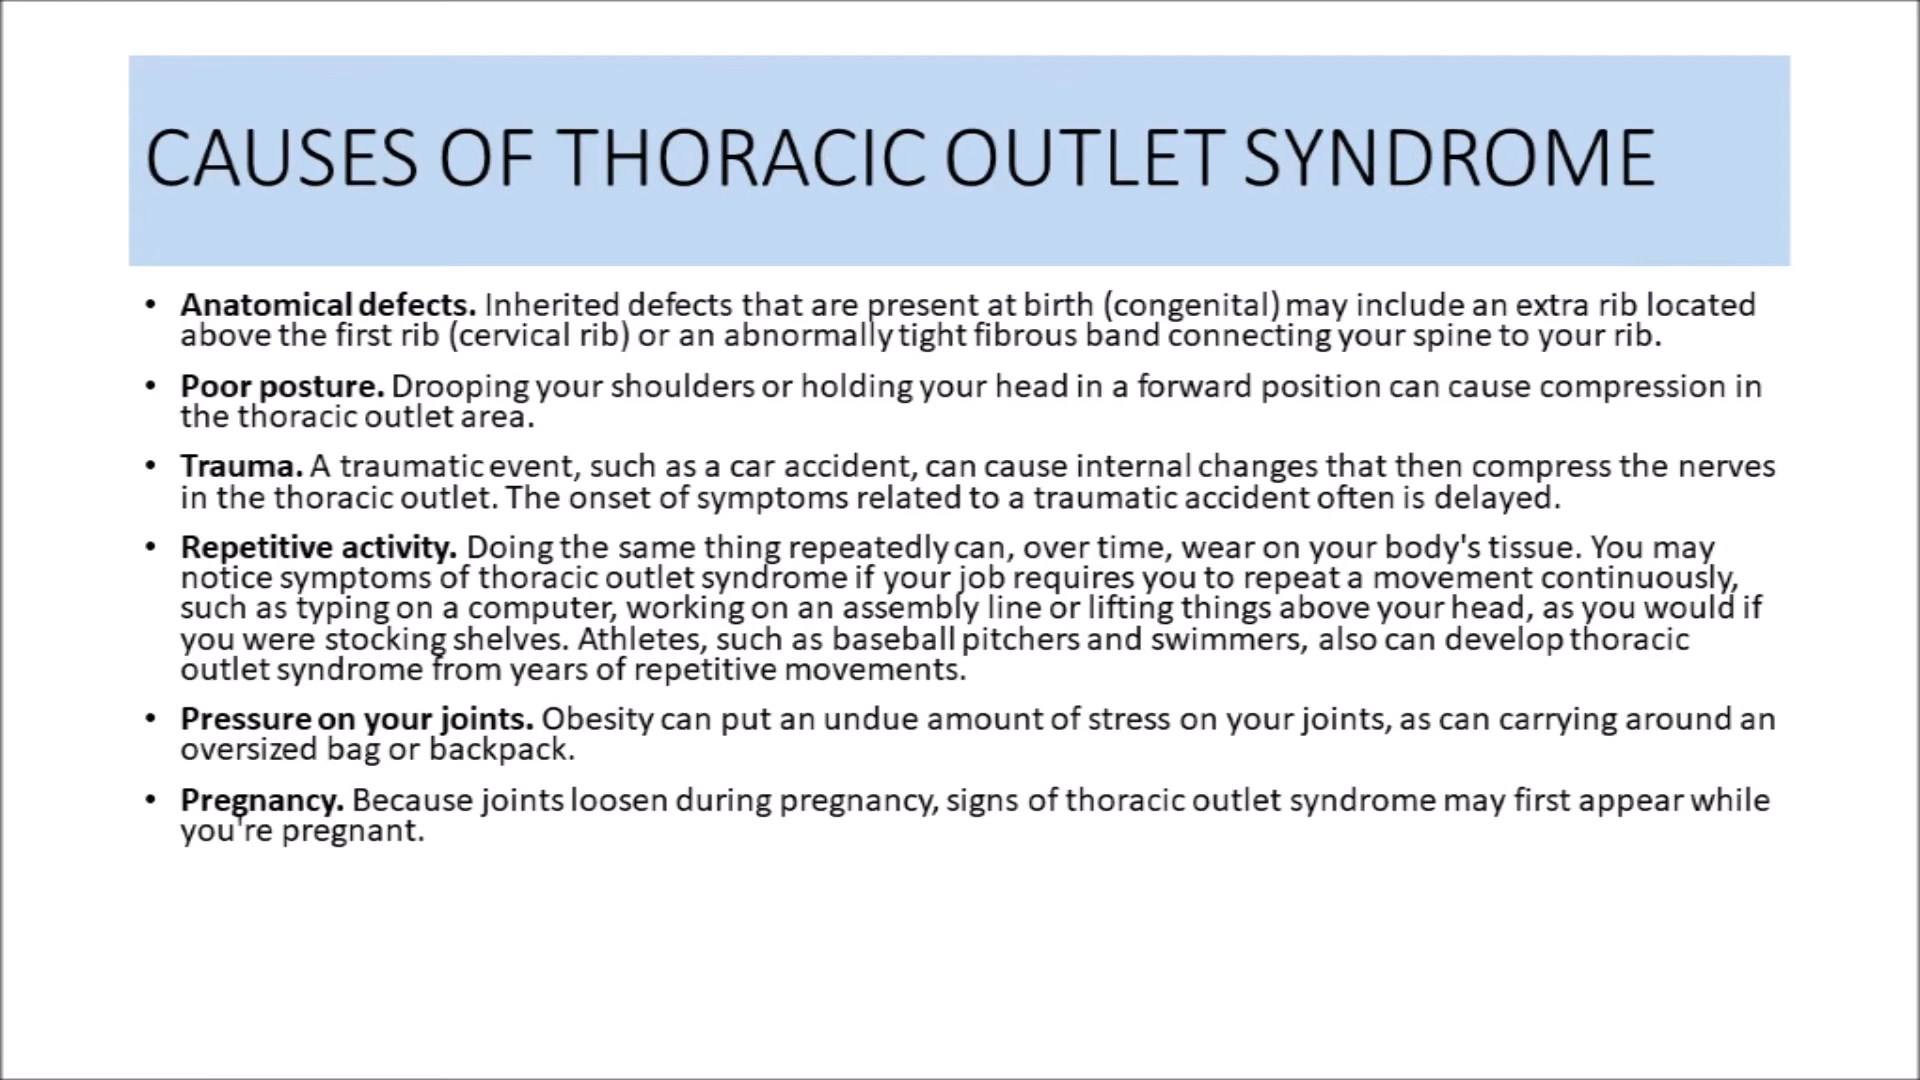 CAUSES OF THORACIC OUTLET SYNDROME
• Anatomical defects. Inherited defects that are present at birth (congenital) may include an extra rib located
above the first rib (cervical rib) or an abnormally tight fibrous band connecting your spine to your rib.
• Poor posture. Drooping your shoulders or holding your head in a forward position can cause compression in
the thoracic outlet area.
• Trauma. A traumatic event, such as a car accident, can cause internal changes that then compress the nerves
in the thoracic outlet. The onset of symptoms related to a traumatic accident often is delayed.
• Repetitive activity. Doing the same thing repeatedly can, over time, wear on your body's tissue. You may
notice symptoms of thoracic outlet syndrome if your job requires you to repeat a movement continuously,
such as typing on a computer, working on an assembly line or lifting things above your head, as you would if
you were stocking shelves. Athletes, such as baseball pitchers and swimmers, also can develop thoracic
outlet syndrome from years of repetitive movements.
• Pressure on your joints. Obesity can put an undue amount of stress on your joints, as can carrying around an
oversized bag or backpack.
• Pregnancy. Because joints loosen during pregnancy, signs of thoracic outlet syndrome may first appear while
you're pregnant.